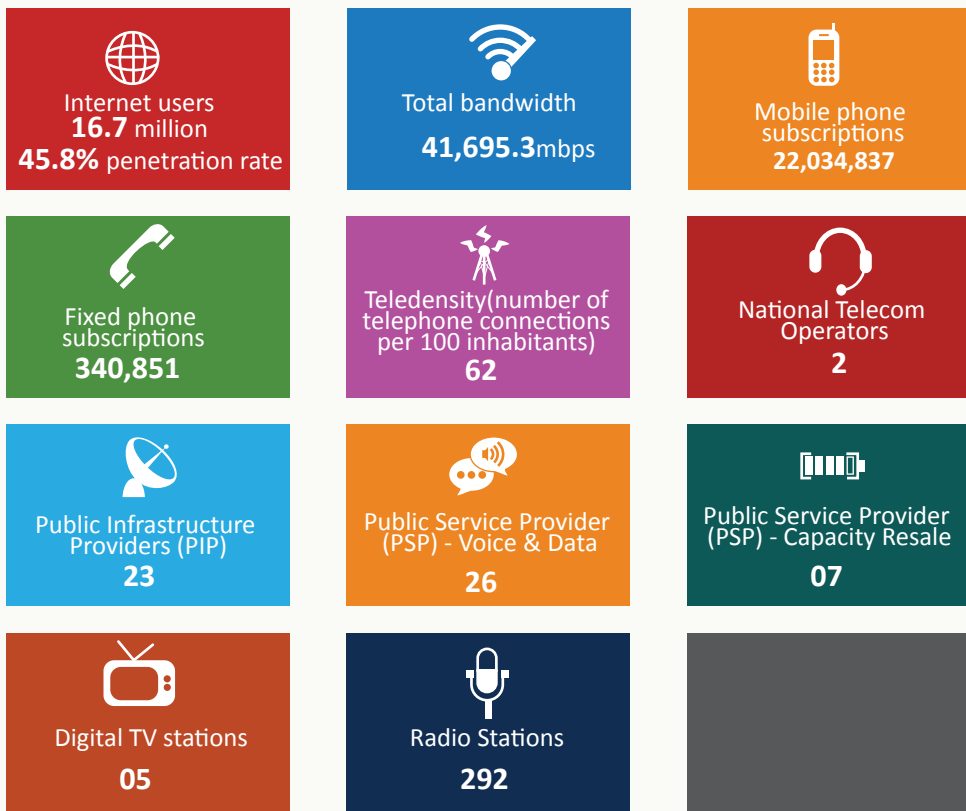 Internet users
16.7 million
45.8% penetration rate
Total bandwidth
41,695.3mbps
Mobile phone
subscriptions
22,034,837
Fixed phone
subscriptions
340,851
Teledensity(number of
telephone connections
per 100 inhabitants)
62
National Telecom
Operators
2
Public Infrastructure
Providers (PIP)
23
Public Service Provider
(PSP) - Voice & Data
26
Public Service Provider
(PSP) - Capacity Resale
07
Digital TV stations
05
Radio Stations
292